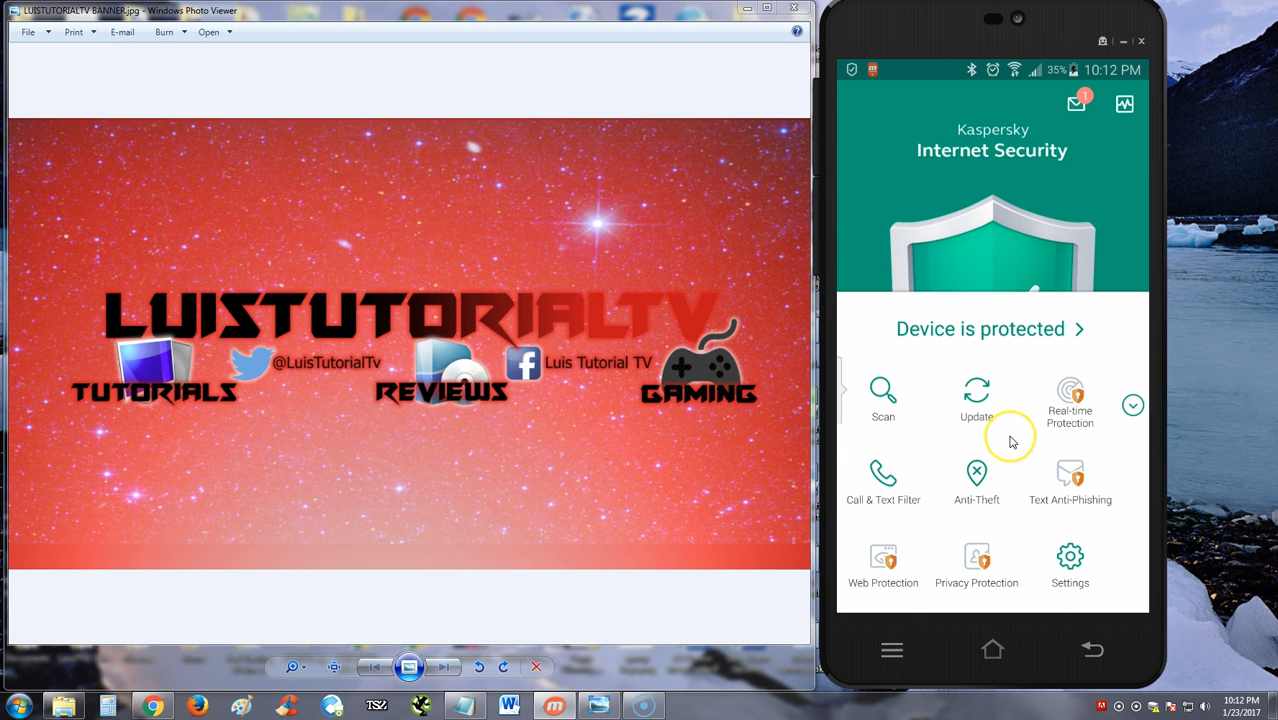 LUISTUTORIALTV BANNER.jpg - Windows Photo Viewer
File Print E-mail Burn Open
LUISTUTORIALTV
@LuisTutorialTv
Luis Tutorial TV
TUTORIALS
REVIEWS
GAMING
35% 10:12 PM
1
Kaspersky
Internet Security
Device is protected
Scan
Update
Real-time
Protection
Call & Text Filter
Anti-Theft
Text Anti-Phishing
Web Protection
Privacy Protection
Settings
TSZ
10:12 PM
1/23/2017